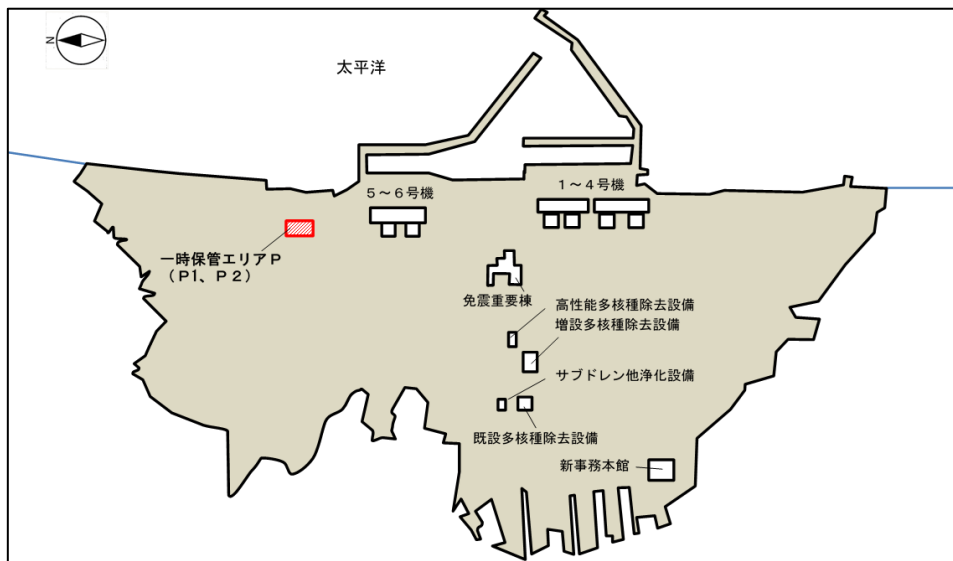 N
太平洋
5～6号機
1～4号機
一時保管エリアP
(P1、P2)
免震重要棟
高性能多核種除去設備
増設多核種除去設備
サブドレン他浄化設備
既設多核種除去設備
新事務本館